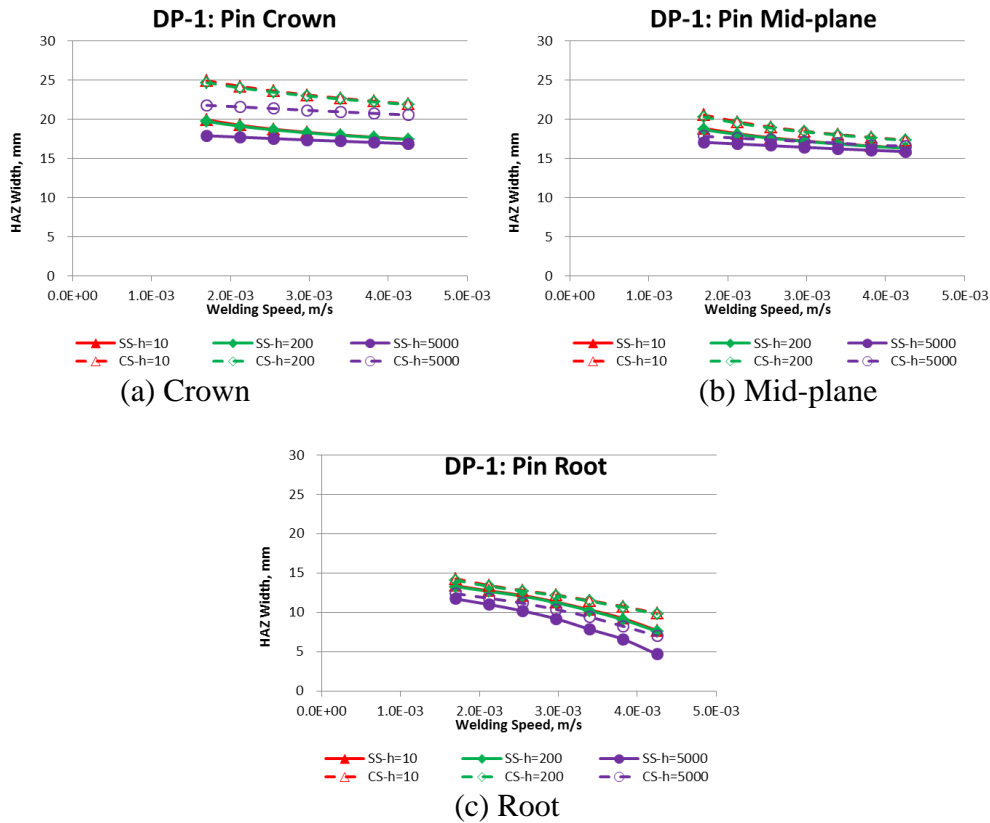 DP-1: Pin Crown
30
25
20
15
10
5
0
HAZ Width, mm
0.0E+00 1.0E-03 2.0E-03 3.0E-03 4.0E-03 5.0E-03
Welding Speed, m/s
SS-h=10 SS-h=200 SS-h=5000
CS-h=10 CS-h=200 CS-h=5000
(a) Crown
DP-1: Pin Mid-plane
30
25
20
15
10
5
0
HAZ Width, mm
0.0E+00 1.0E-03 2.0E-03 3.0E-03 4.0E-03 5.0E-03
Welding Speed, m/s
SS-h=10 SS-h=200 SS-h=5000
CS-h=10 CS-h=200 CS-h=5000
(b) Mid-plane
DP-1: Pin Root
30
25
20
15
10
5
0
HAZ Width, mm
0.0E+00 1.0E-03 2.0E-03 3.0E-03 4.0E-03 5.0E-03
Welding Speed, m/s
SS-h=10 SS-h=200 SS-h=5000
CS-h=10 CS-h=200 CS-h=5000
(c) Root